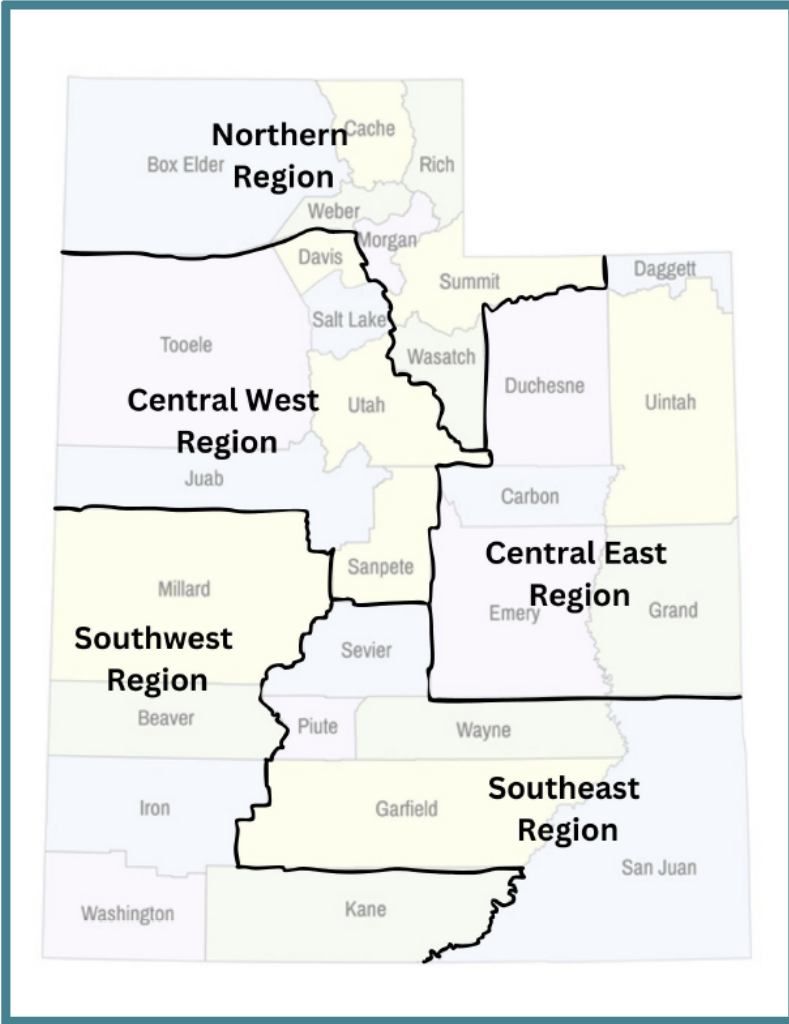 Northern
Region
Cache
Box Elder
Rich
Weber
Morgan
Davis
Summit
Daggett
Salt Lake
Tooele
Wasatch
Duchesne
Uintah
Central West
Region
Utah
Juab
Carbon
Central East
Region
Sanpete
Millard
Emery
Grand
Southwest
Region
Sevier
Beaver
Piute
Wayne
Southeast
Region
Iron
Garfield
San Juan
Washington
Kane